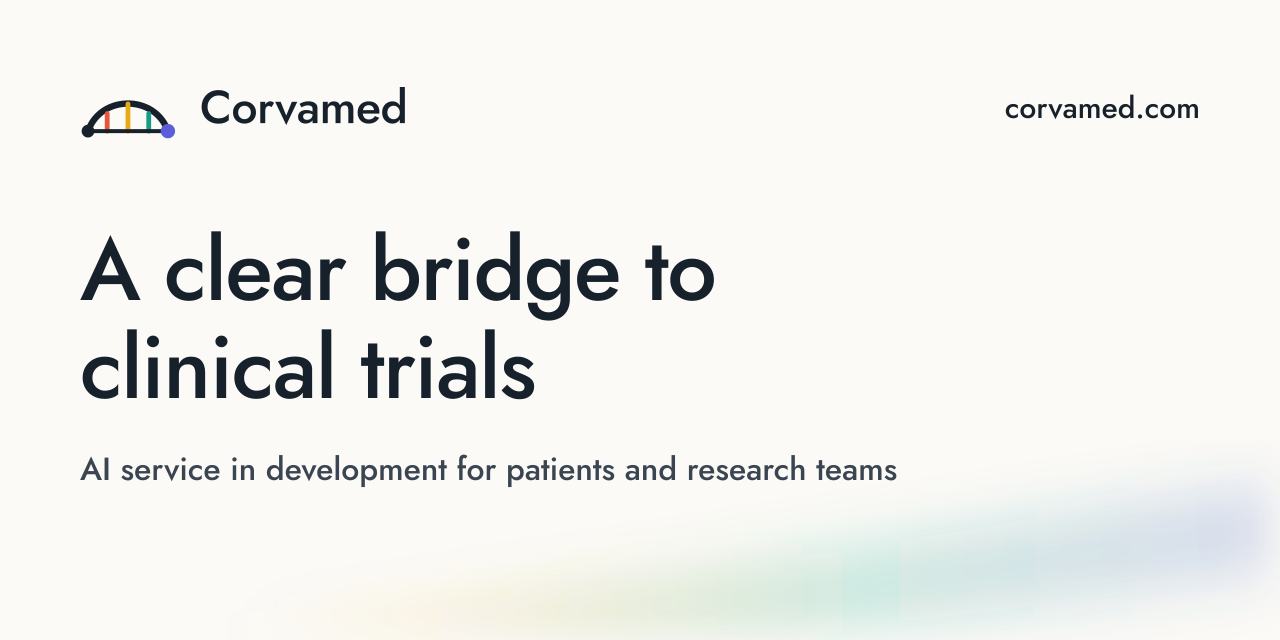 Corvamed
corvamed.com
A clear bridge to
clinical trials
AI service in development for patients and research teams